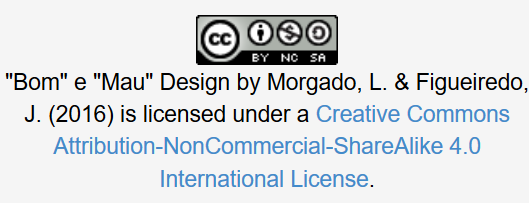 cc
BY NC SA
"Bom" e "Mau" Design by Morgado, L. & Figueiredo,
J. (2016) is licensed under a Creative Commons
Attribution-NonCommercial-ShareAlike 4.0
International License.